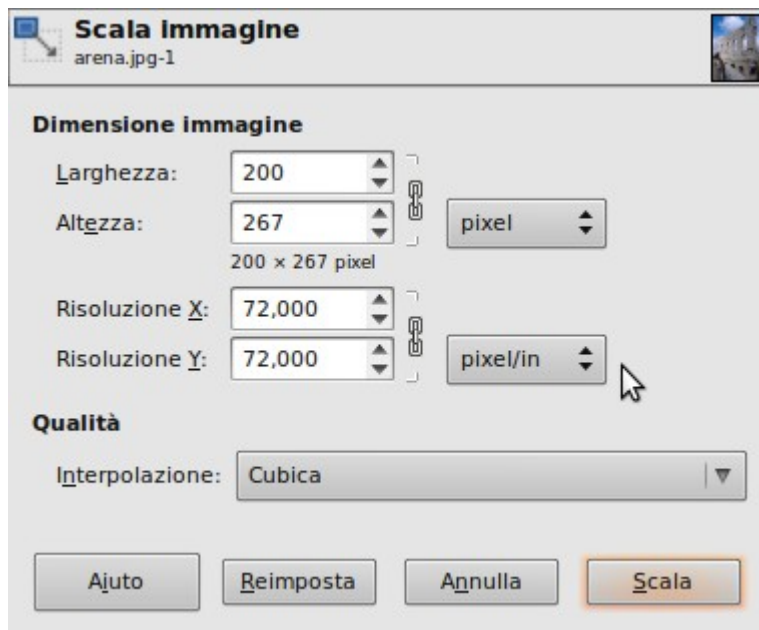 Scala immagine
arena.jpg-1
Dimensione immagine
Larghezza: 200
Altezza: 267 pixel
200 × 267 pixel
Risoluzione X: 72,000
Risoluzione Y: 72,000 pixel/in
Qualità
Interpolazione: Cubica
Aiuto Reimposta Annulla Scala